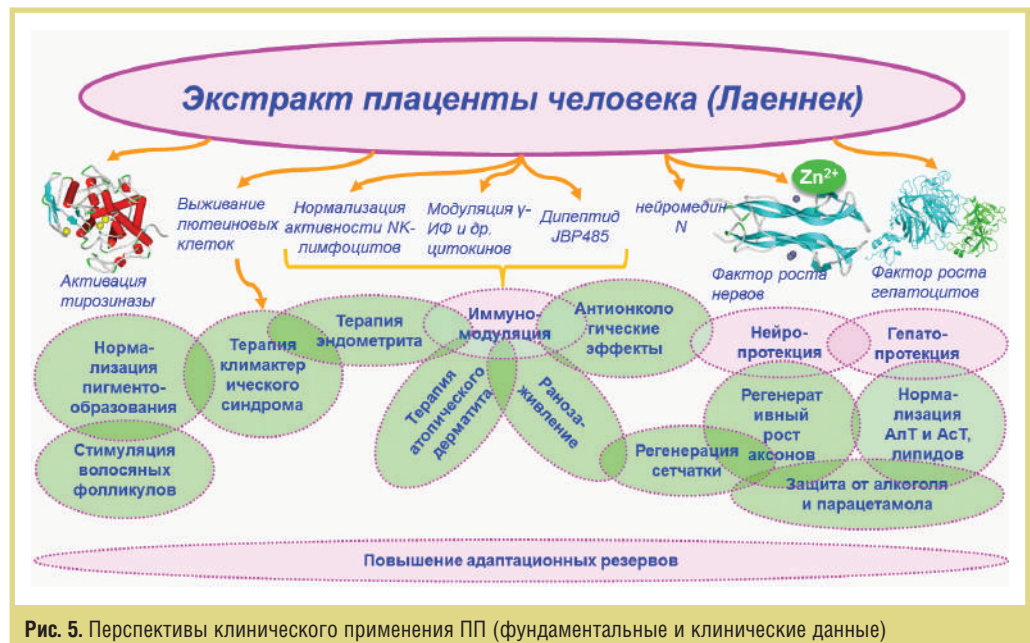 Экстракт плаценты человека (Лаеннек)
Активация
тирозиназы
Выживание
лютеиновых
клеток
Нормализация
активности NK-
лимфоцитов
Модуляция γ-
ИФ и др.
цитокинов
Дипептид
JBP485
нейромедин
N
Zn2+
Фактор роста
нервов
Фактор роста
гепатоцитов
Норма-
лизация
пигменто-
образования
Стимуляция
волосяных
фолликулов
Терапия
климактер
ического
синдрома
Терапия
эндометрита
Иммуно-
модуляция
Антионколо
гические
эффекты
Терапия
атопического
дерматита
Раноза-
живление
Нейро-
протекция
Гепато-
протекция
Регенерация
сетчатки
Регенерат
ивный
рост
аксонов
Норма-
лизация
АлТ и АсТ,
липидов
Защита от алкоголя
и парацетамола
Повышение адаптационных резервов
Рис. 5. Перспективы клинического применения ПП (фундаментальные и клинические данные)